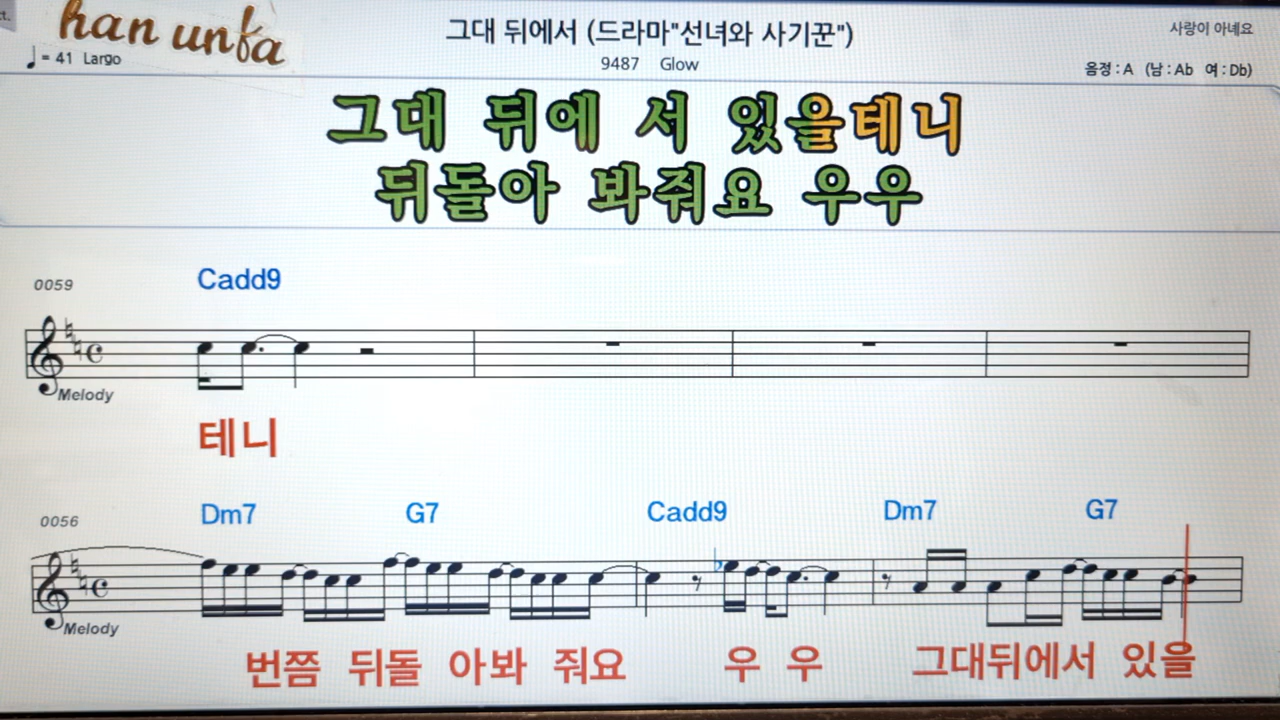 ct.
han unfa
그대 뒤에서 (드라마"선녀와 사기꾼")
사랑이 아녜요
♩= 41 Largo
9487 Glow
음정 : A (남 : Ab 여 : Db)
그대 뒤에 서 있을테니
뒤돌아 봐줘요 우우
0059
Cadd9
Melody
테니
0056
Dm7 G7 Cadd9 Dm7 G7
Melody
번쯤 뒤돌 아봐 줘요 우 우 그대뒤에서 있을